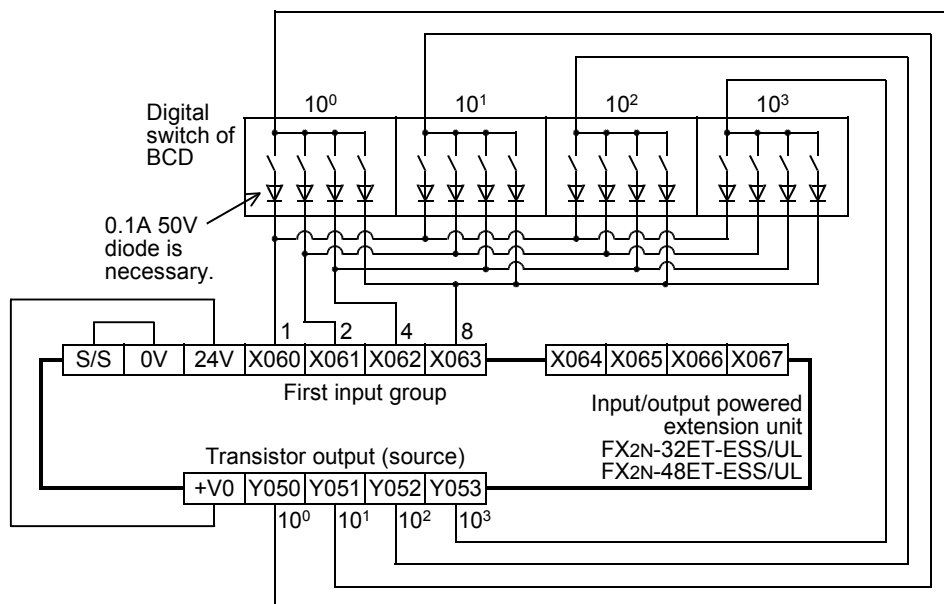 10⁰ 10¹ 10² 10³
Digital
switch of
BCD
0.1A 50V
diode is
necessary.
1 2 4 8
S/S 0V 24V X060 X061 X062 X063 X064 X065 X066 X067
First input group
Input/output powered
extension unit
FX2N-32ET-ESS/UL
FX2N-48ET-ESS/UL
Transistor output (source)
+V0 Y050 Y051 Y052 Y053
10⁰ 10¹ 10² 10³